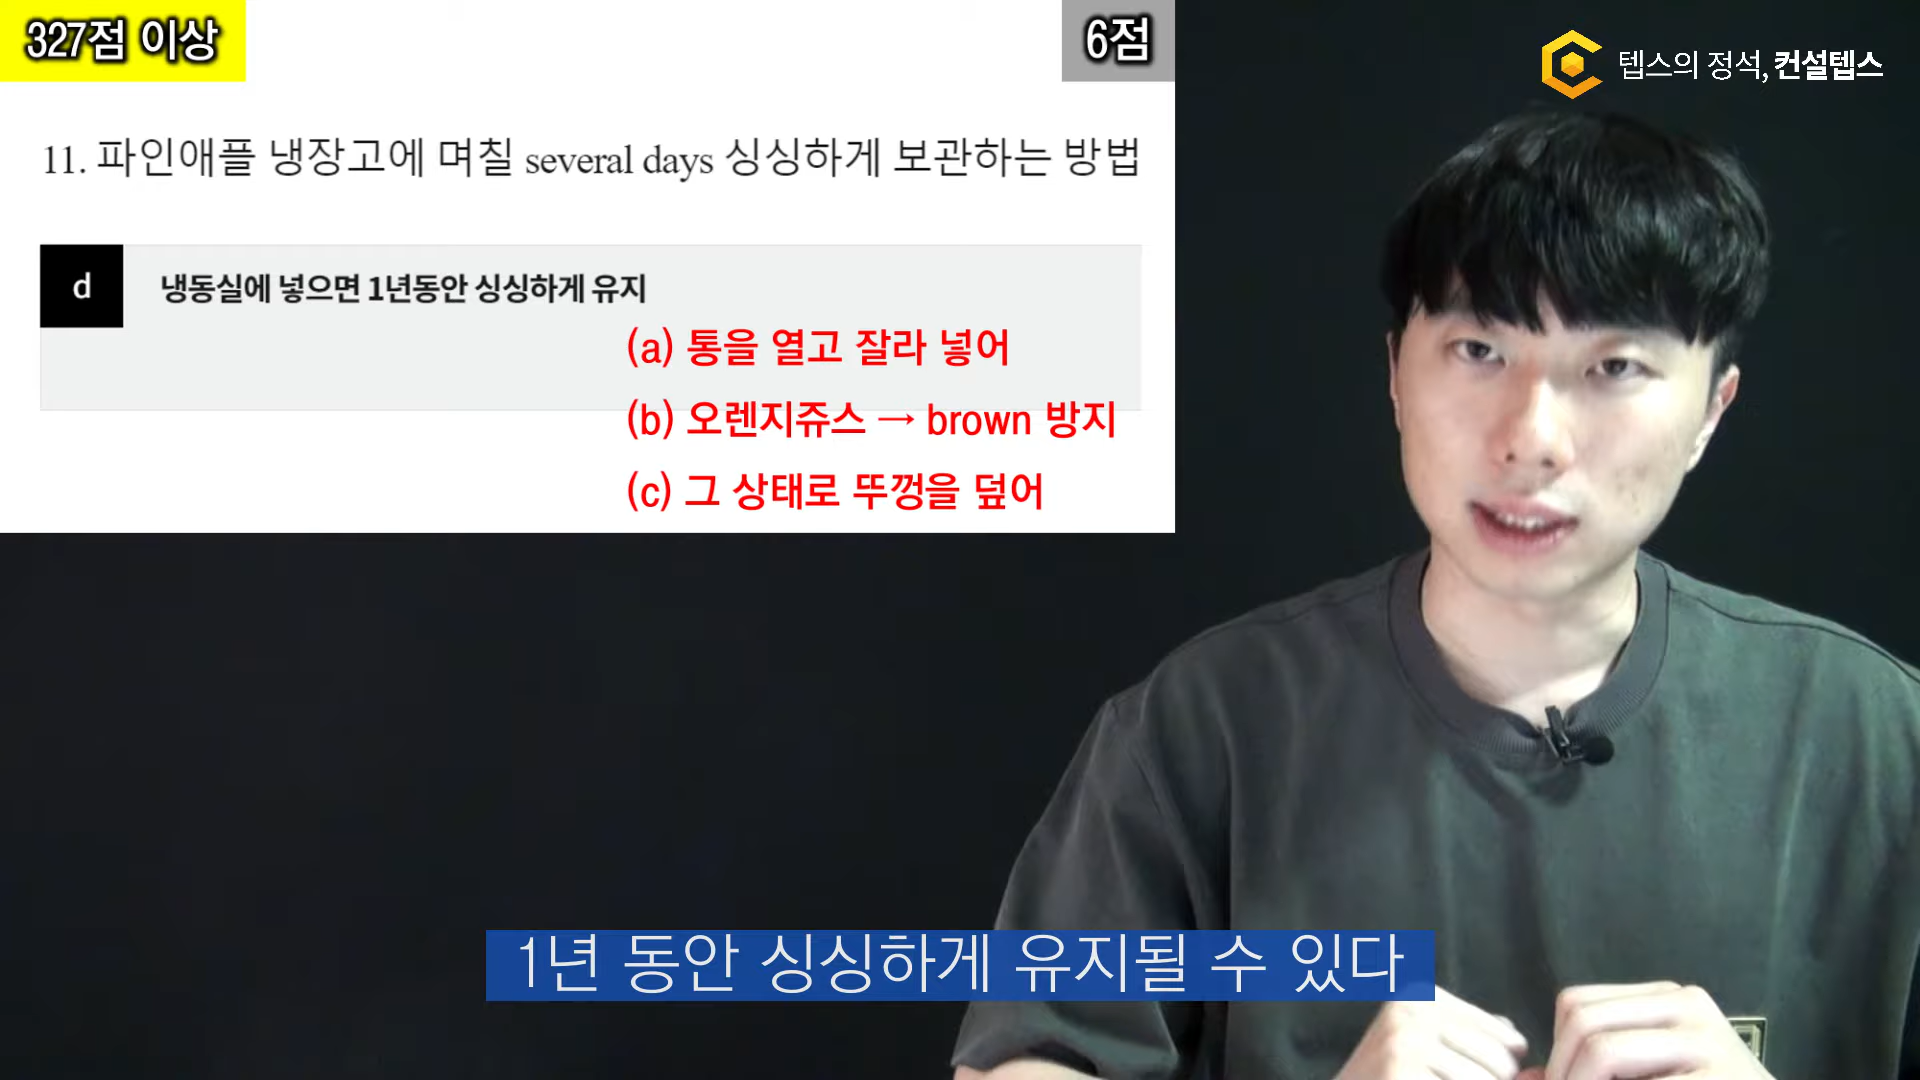 327점 이상
6점
텝스의 정석, 컨설텝스
11. 파인애플 냉장고에 며칠 several days 싱싱하게 보관하는 방법
d
냉동실에 넣으면 1년동안 싱싱하게 유지
(a) 통을 열고 잘라 넣어
(b) 오렌지쥬스 → brown 방지
(c) 그 상태로 뚜껑을 덮어
1년 동안 싱싱하게 유지될 수 있다